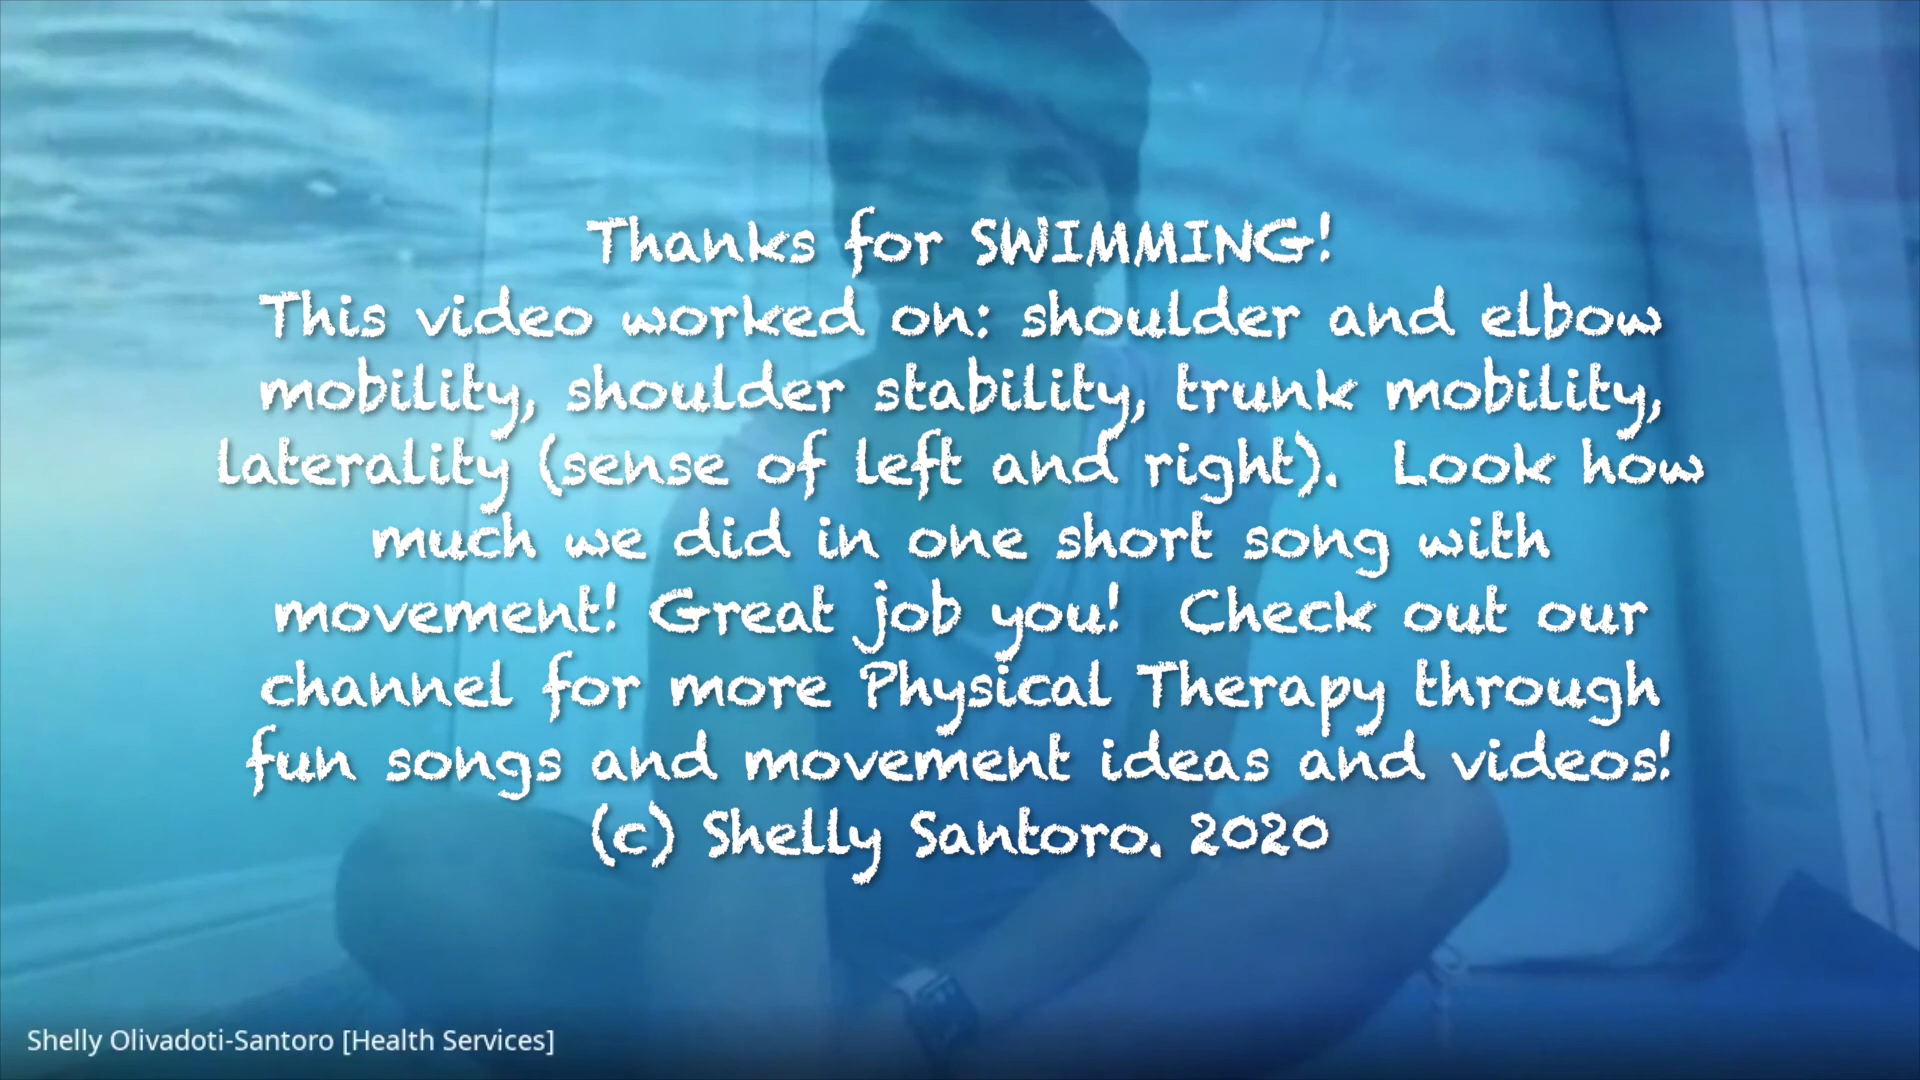 Thanks for SWIMMING!
This video worked on: shoulder and elbow
mobility, shoulder stability, trunk mobility,
laterality (sense of left and right).  Look how
much we did in one short song with
movement! Great job you!  Check out our
channel for more Physical Therapy through
fun songs and movement ideas and videos!
(c) Shelly Santoro. 2020
Shelly Olivadoti-Santoro [Health Services]